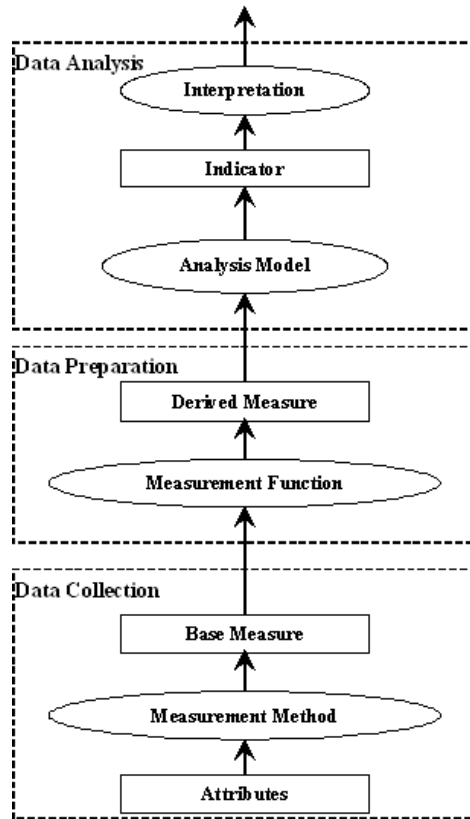 Data Analysis
Interpretation
Indicator
Analysis Model
Data Preparation
Derived Measure
Measurement Function
Data Collection
Base Measure
Measurement Method
Attributes